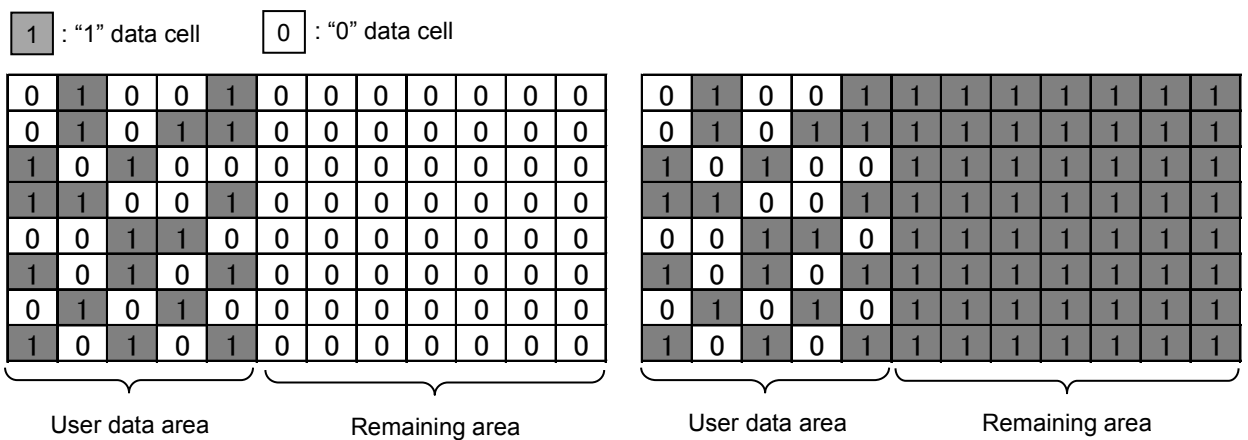 1 : “1” data cell 0 : “0” data cell
0 1 0 0 1 0 0 0 0 0 0 0 0 1 0 0 1 1 1 1 1 1 1 1
0 1 0 1 1 0 0 0 0 0 0 0 0 1 0 1 1 1 1 1 1 1 1 1
1 0 1 0 0 0 0 0 0 0 0 0 1 0 1 0 0 1 1 1 1 1 1 1
1 1 0 0 1 0 0 0 0 0 0 0 1 1 0 0 1 1 1 1 1 1 1 1
0 0 1 1 0 0 0 0 0 0 0 0 0 0 1 1 0 1 1 1 1 1 1 1
1 0 1 0 1 0 0 0 0 0 0 0 1 0 1 0 1 1 1 1 1 1 1 1
0 1 0 1 0 0 0 0 0 0 0 0 0 1 0 1 0 1 1 1 1 1 1 1
1 0 1 0 1 0 0 0 0 0 0 0 1 0 1 0 1 1 1 1 1 1 1 1
User data area Remaining area User data area Remaining area